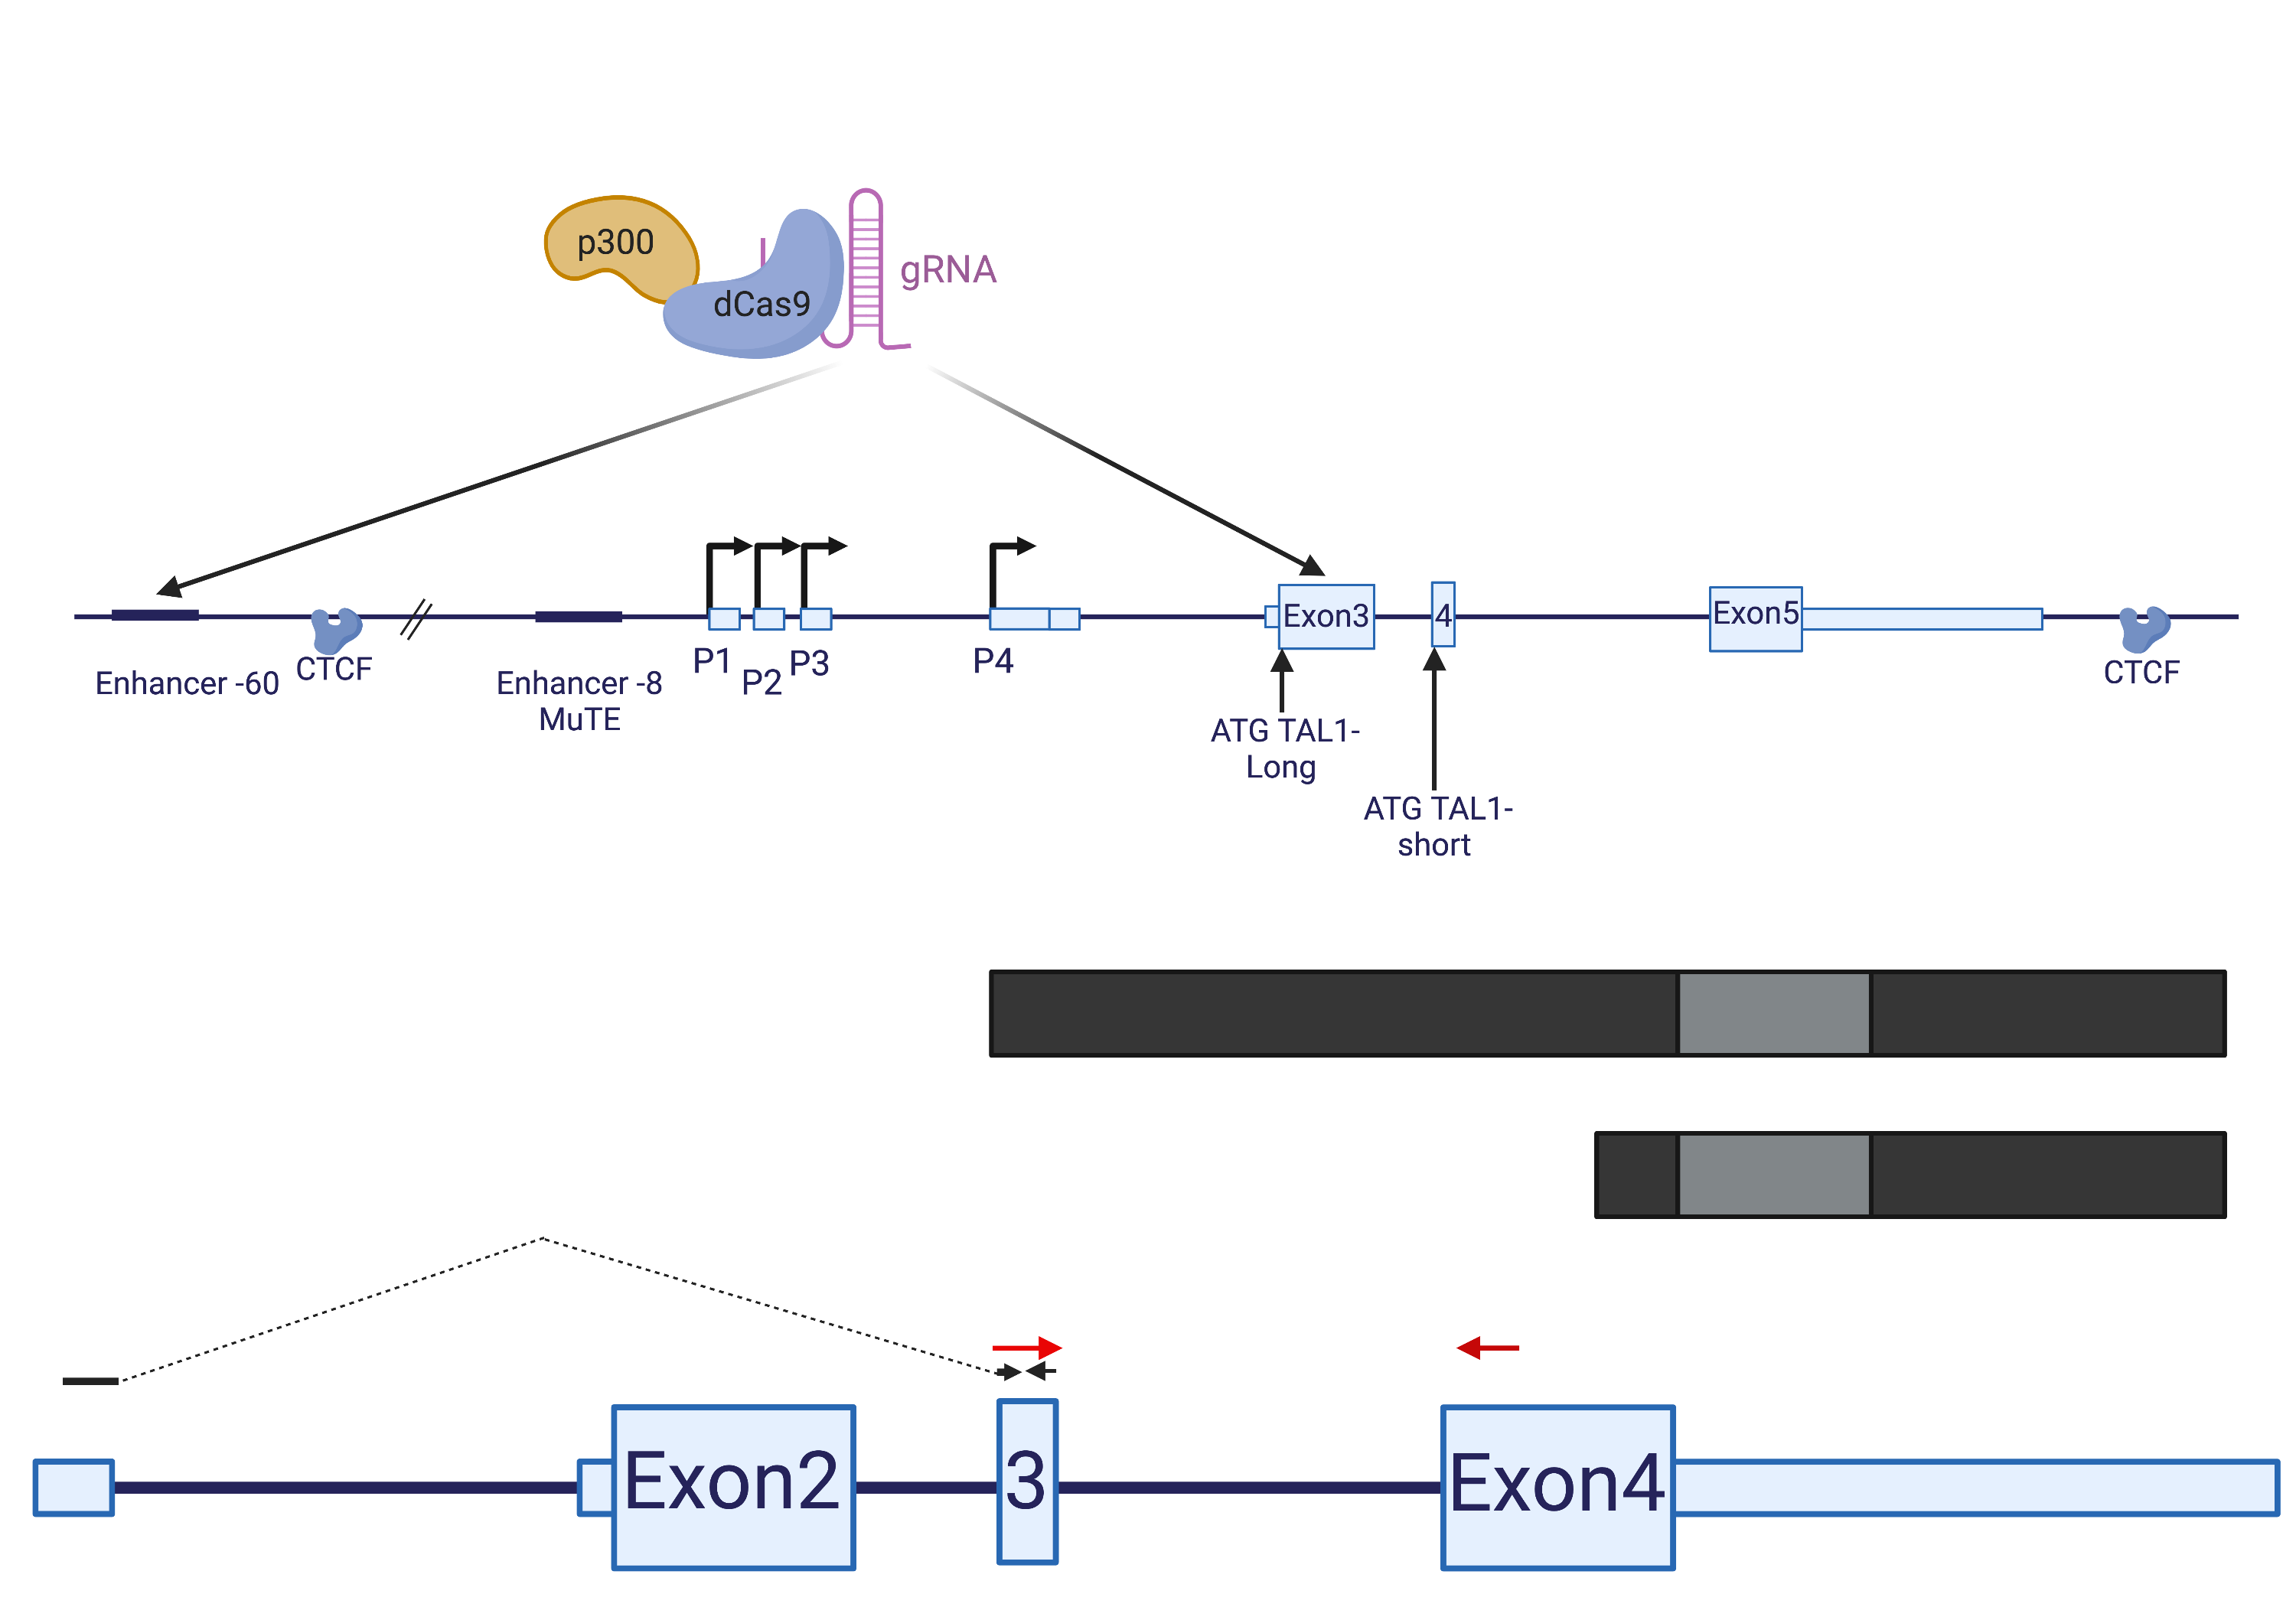 p300
dCas9
gRNA
Exon3
4
Exon5
P1
P2
P3
P4
Enhancer -60
CTCF
Enhancer -8
MuTE
CTCF
ATG TAL1-
Long
ATG TAL1-
short
Exon2
3
Exon4